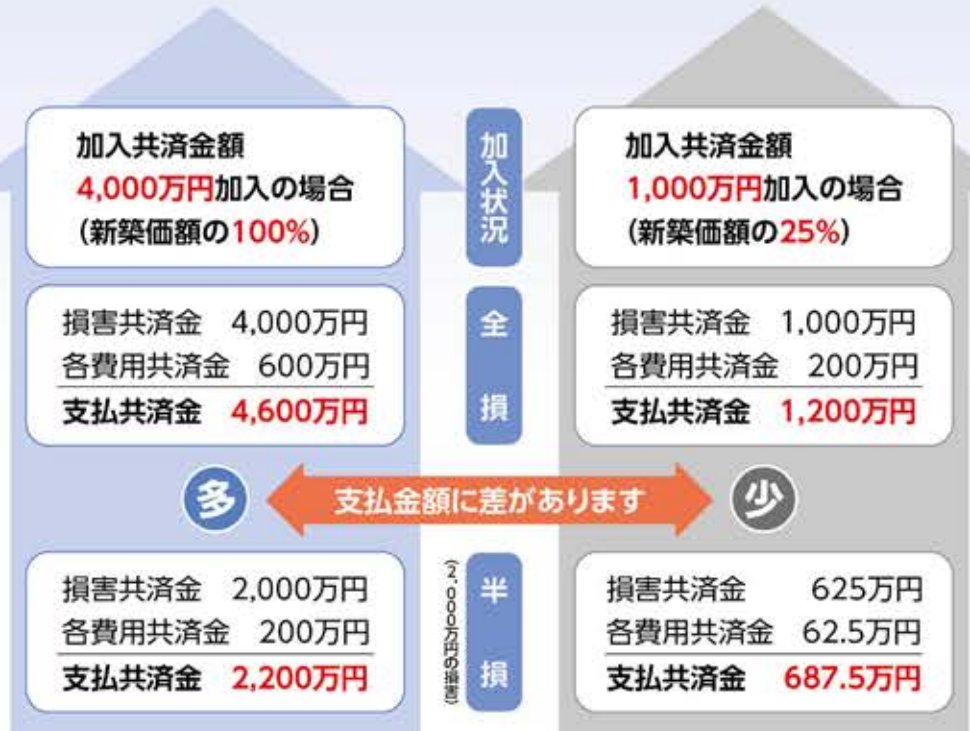 加入共済金額
4,000万円加入の場合
(新築価額の100%)
加入状況
加入共済金額
1,000万円加入の場合
(新築価額の25%)
損害共済金 4,000万円
各費用共済金 600万円
支払共済金 4,600万円
全損
損害共済金 1,000万円
各費用共済金 200万円
支払共済金 1,200万円
多
支払金額に差があります
少
損害共済金 2,000万円
各費用共済金 200万円
支払共済金 2,200万円
(2,000万円の損害)
半損
損害共済金 625万円
各費用共済金 62.5万円
支払共済金 687.5万円